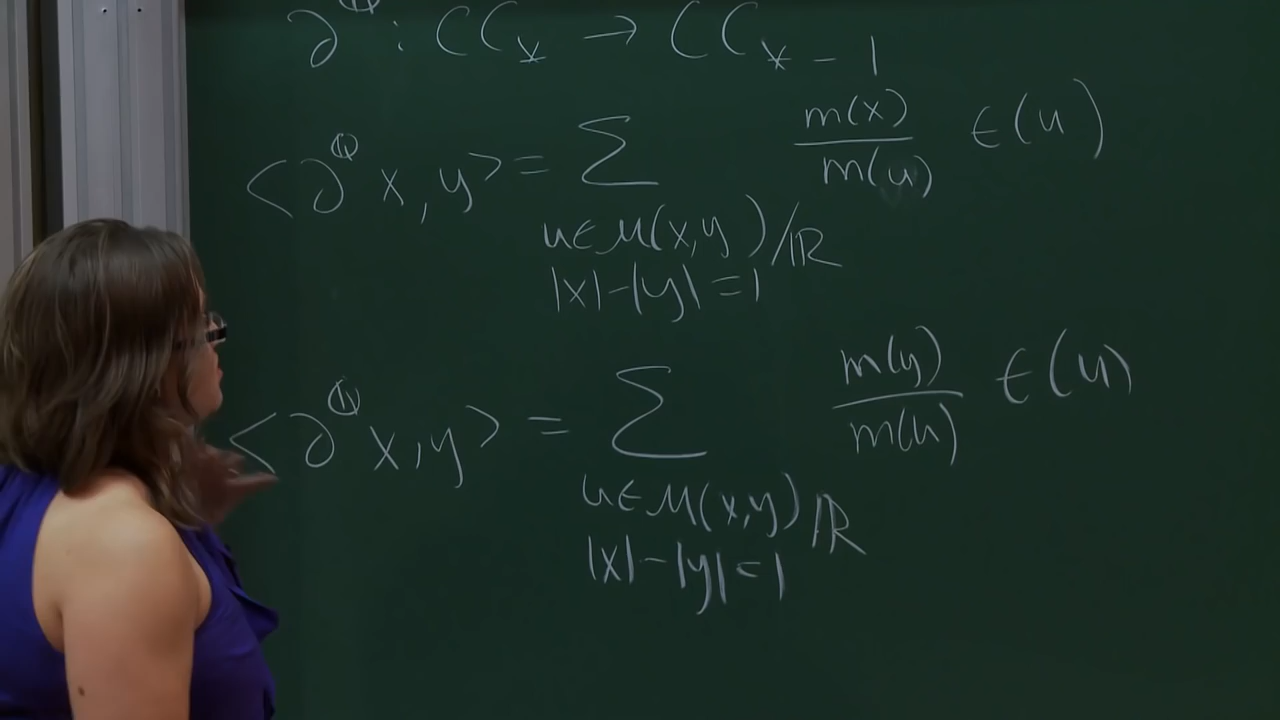 ∂^ℚ : CC_* → CC_{*-1}
<∂^ℚ x, y> = ∑ m(x)/m(u) ϵ(u)
u∈M(x,y)/ℝ
|x|-|y|=1
<∂^ℚ x,y> = ∑ m(y)/m(u) ϵ(u)
u∈M(x,y)/ℝ
|x|-|y|=1